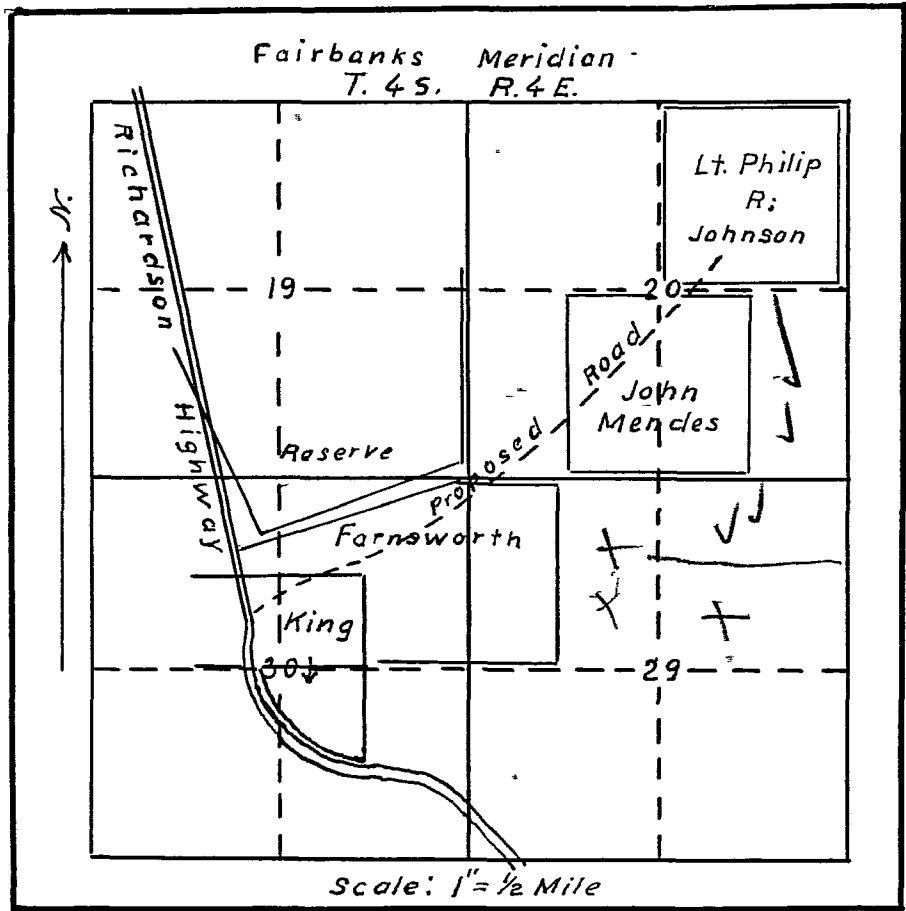 Fairbanks Meridian
T. 4 S. R. 4 E.
N
Richardson Highway
Lt. Philip
R.
Johnson
19
20
Proposed Road
John
Mendes
Reserve
Farnsworth
King
30
29
Scale: 1" = ½ Mile